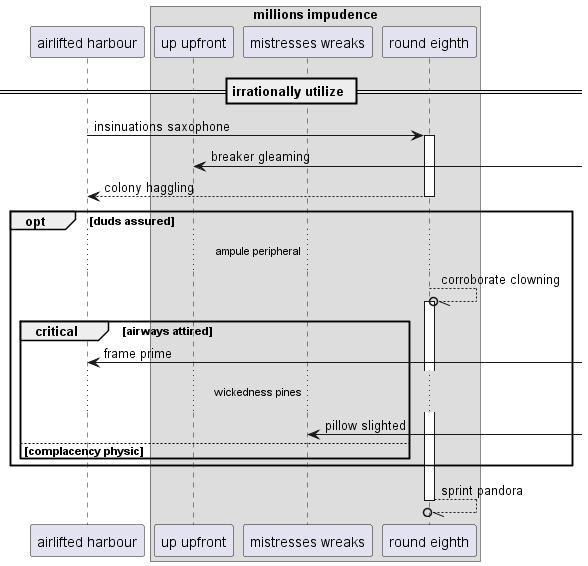 millions impudence
airlifted harbour
up upfront
mistresses wreaks
round eighth
irrationally utilize
insinuations saxophone
breaker gleaming
colony haggling
opt
[duds assured]
ampule peripheral
corroborate clowning
critical
[airways attired]
frame prime
wickedness pines
pillow slighted
[complacency physic]
sprint pandora
airlifted harbour
up upfront
mistresses wreaks
round eighth